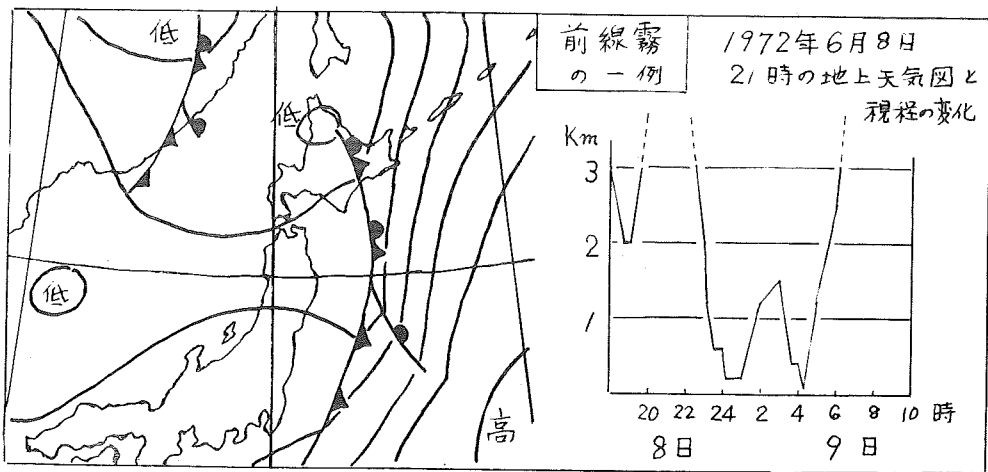 前線霧
の一例
1972年6月8日
21時の地上天気図と
視程の変化
低
低
低
高
Km
3
2
1
20 22 24 2 4 6 8 10 時
8日 9日